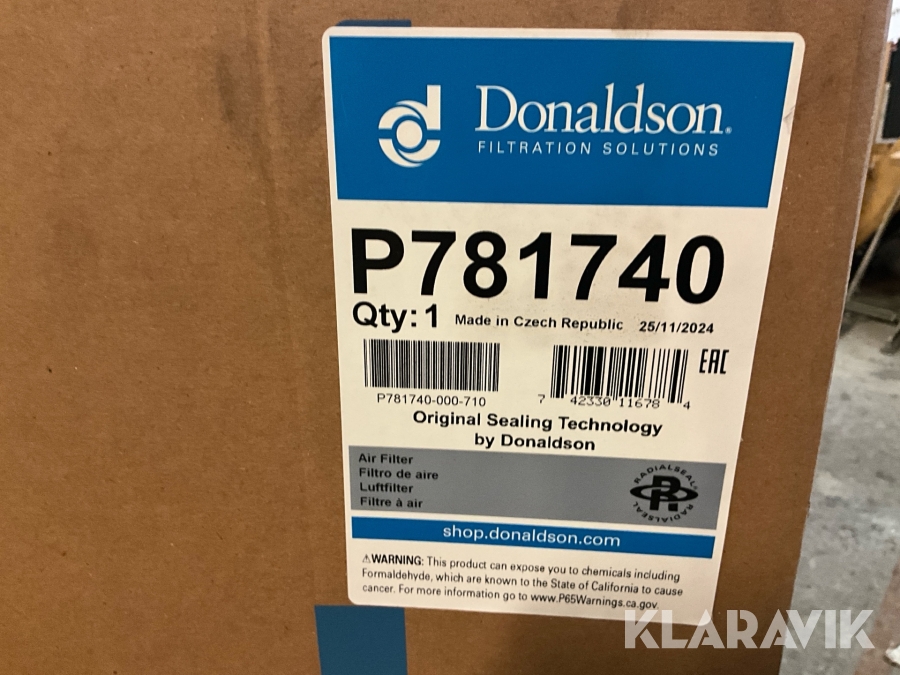 Donaldson.
FILTRATION SOLUTIONS
P781740
Qty:1 Made in Czech Republic 25/11/2024
EAC
P781740-000-710
7 42330 11678 4
Original Sealing Technology
by Donaldson
Air Filter
Filtro de aire
Luftfilter
Filtre à air
RADIALSEAL
RADIALSEAL
shop.donaldson.com
⚠WARNING: This product can expose you to chemicals including
Formaldehyde, which are known to the State of California to cause
cancer. For more information go to www.P65Warnings.ca.gov.
KLARAVIK